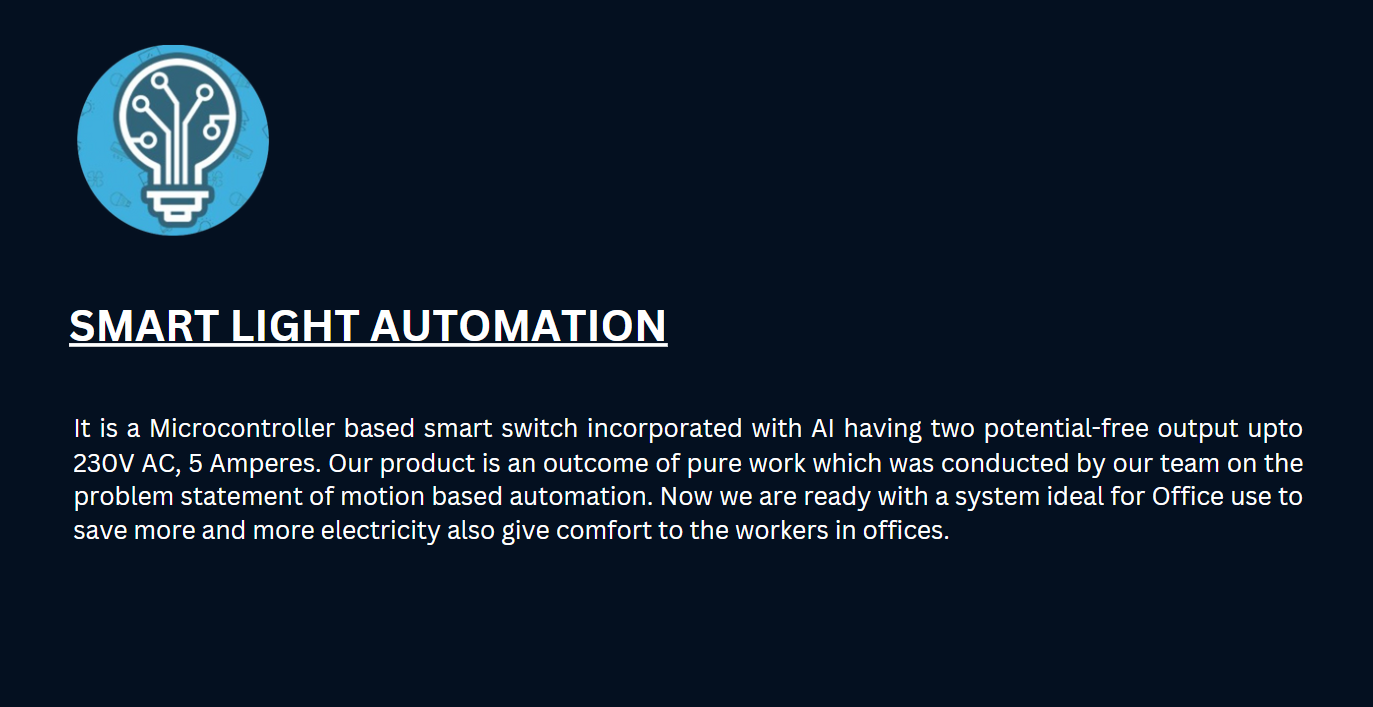 SMART LIGHT AUTOMATION
It is a Microcontroller based smart switch incorporated with AI having two potential-free output upto
230V AC, 5 Amperes. Our product is an outcome of pure work which was conducted by our team on the
problem statement of motion based automation. Now we are ready with a system ideal for Office use to
save more and more electricity also give comfort to the workers in offices.